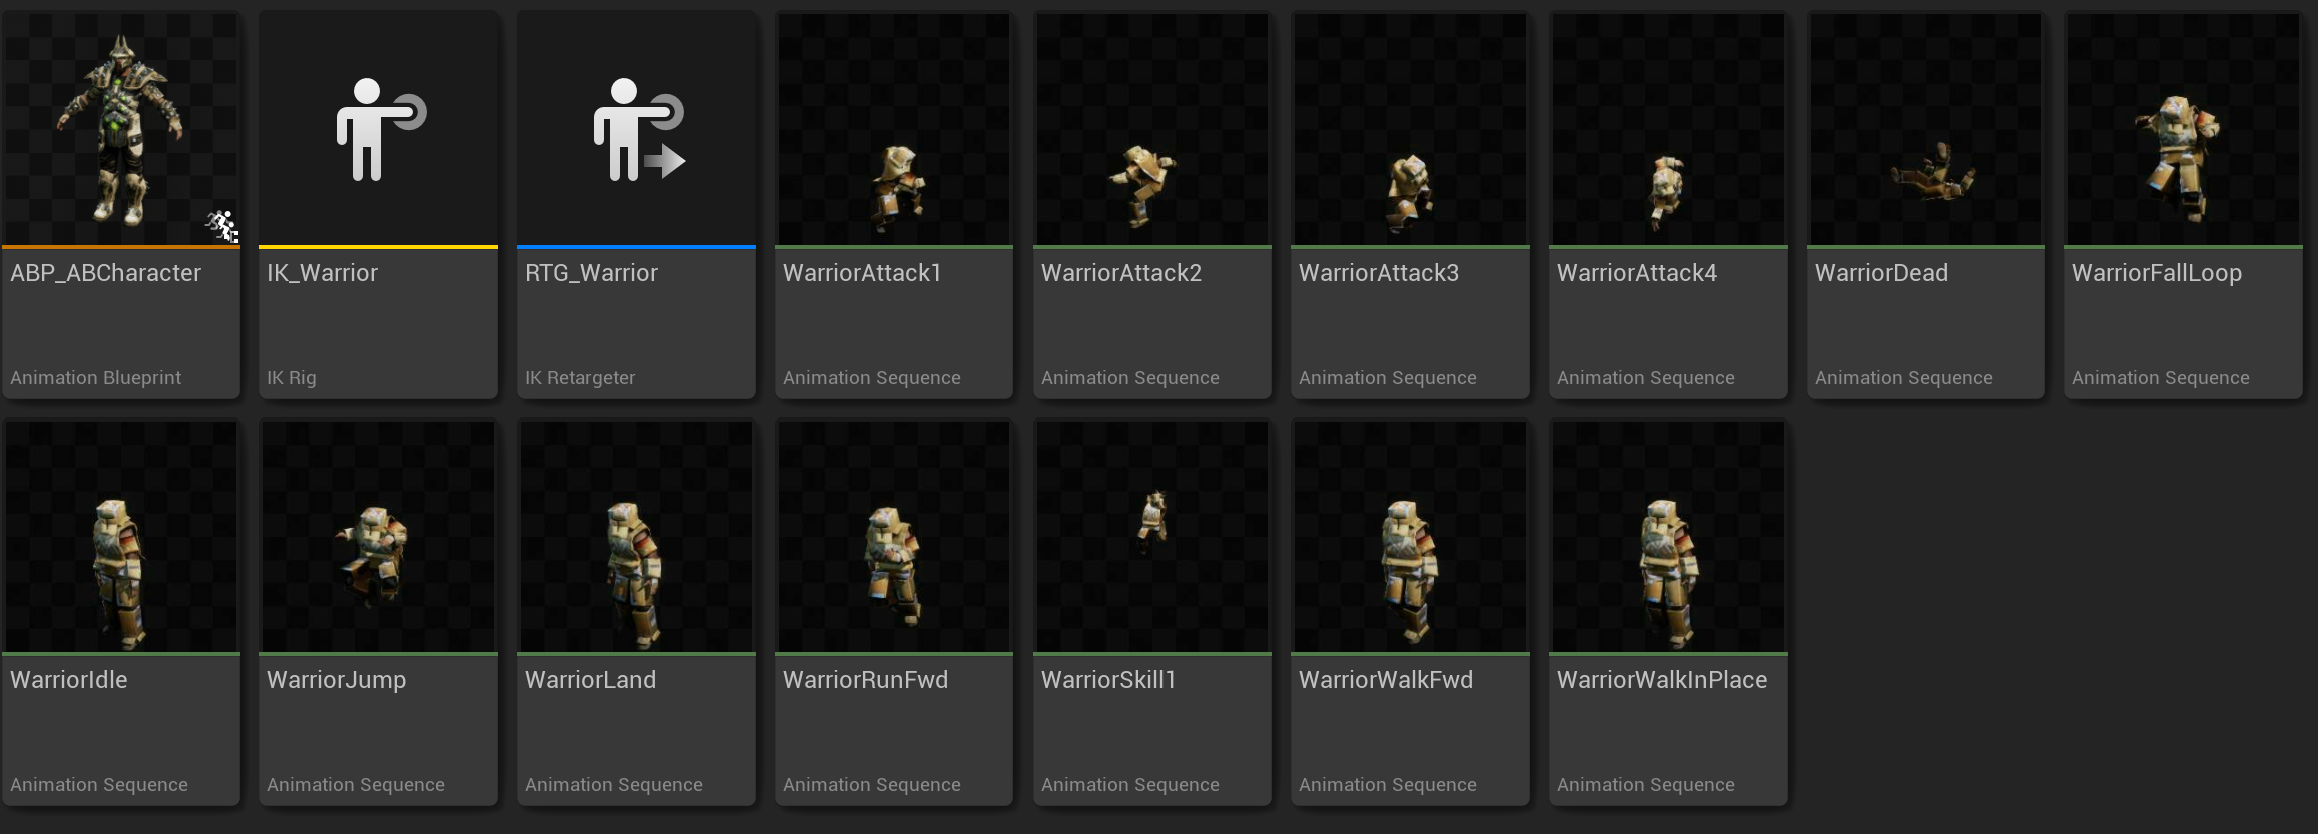 ABP_ABCharacter
Animation Blueprint
IK_Warrior
IK Rig
RTG_Warrior
IK Retargeter
WarriorAttack1
Animation Sequence
WarriorAttack2
Animation Sequence
WarriorAttack3
Animation Sequence
WarriorAttack4
Animation Sequence
WarriorDead
Animation Sequence
WarriorFallLoop
Animation Sequence
WarriorIdle
Animation Sequence
WarriorJump
Animation Sequence
WarriorLand
Animation Sequence
WarriorRunFwd
Animation Sequence
WarriorSkill1
Animation Sequence
WarriorWalkFwd
Animation Sequence
WarriorWalkInPlace
Animation Sequence